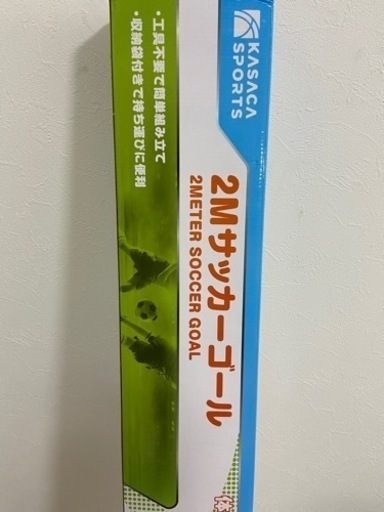 KASACA
SPORTS
2Mサッカーゴール
2METER SOCCER GOAL
・工具不要で簡単組み立て
・収納袋付きで持ち運びに便利
体